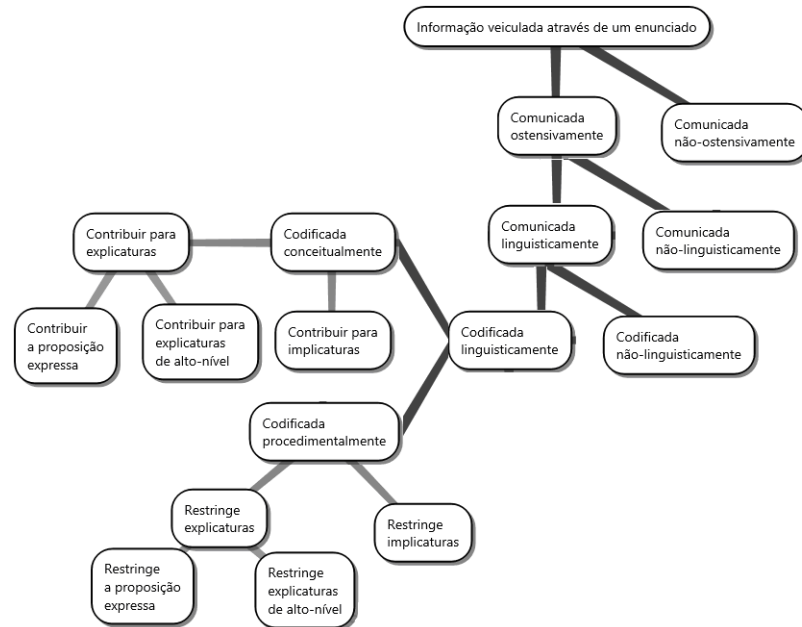 Informação veiculada através de um enunciado
Comunicada
ostensivamente
Comunicada
não-ostensivamente
Comunicada
linguisticamente
Comunicada
não-linguisticamente
Contribuir para
explicaturas
Codificada
conceitualmente
Contribuir
a proposição
expressa
Contribuir para
explicaturas
de alto-nível
Contribuir para
implicaturas
Codificada
linguisticamente
Codificada
não-linguisticamente
Codificada
procedimentalmente
Restringe
explicaturas
Restringe
implicaturas
Restringe
a proposição
expressa
Restringe
explicaturas
de alto-nível